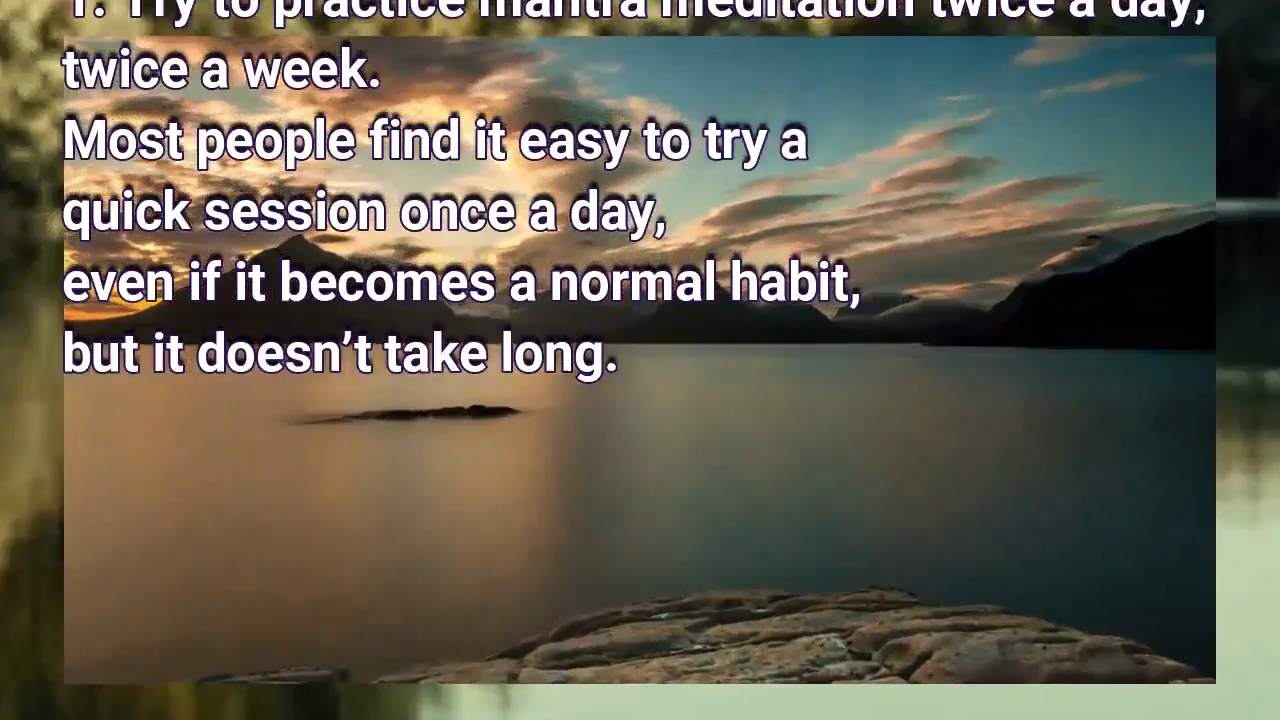 1. Try to practice mantra meditation twice a day,
twice a week.
Most people find it easy to try a
quick session once a day,
even if it becomes a normal habit,
but it doesn’t take long.